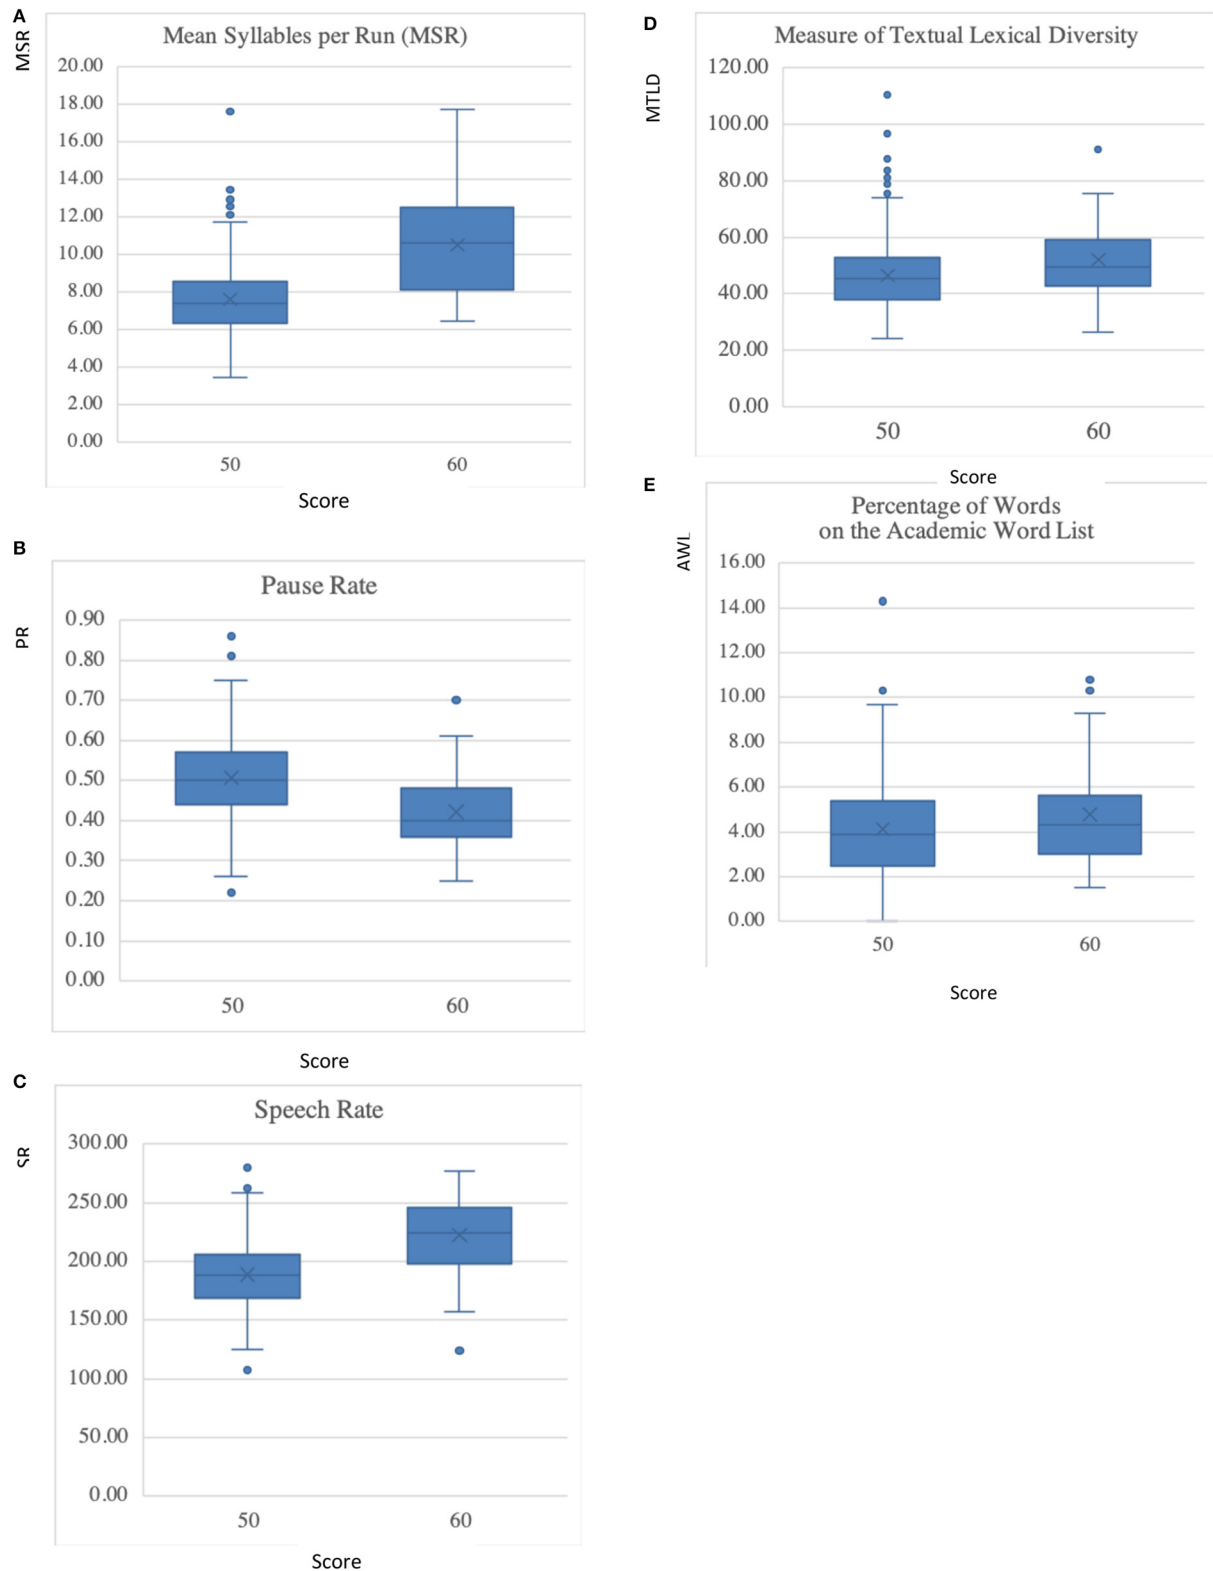 A
MSR
Mean Syllables per Run (MSR)
20.00
18.00
16.00
14.00
12.00
10.00
8.00
6.00
4.00
2.00
0.00
50 60
Score
B
PR
Pause Rate
0.90
0.80
0.70
0.60
0.50
0.40
0.30
0.20
0.10
0.00
50 60
Score
C
SR
Speech Rate
300.00
250.00
200.00
150.00
100.00
50.00
0.00
50 60
Score
D
MTLD
Measure of Textual Lexical Diversity
120.00
100.00
80.00
60.00
40.00
20.00
0.00
50 60
Score
E
AWL
Percentage of Words
on the Academic Word List
16.00
14.00
12.00
10.00
8.00
6.00
4.00
2.00
0.00
50 60
Score